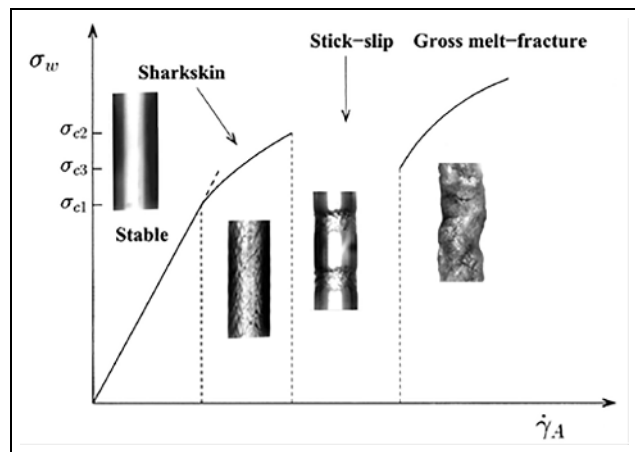 σw
Stick-slip
Gross melt-fracture
Sharkskin
σc2
σc3
σc1
Stable
γ̇A